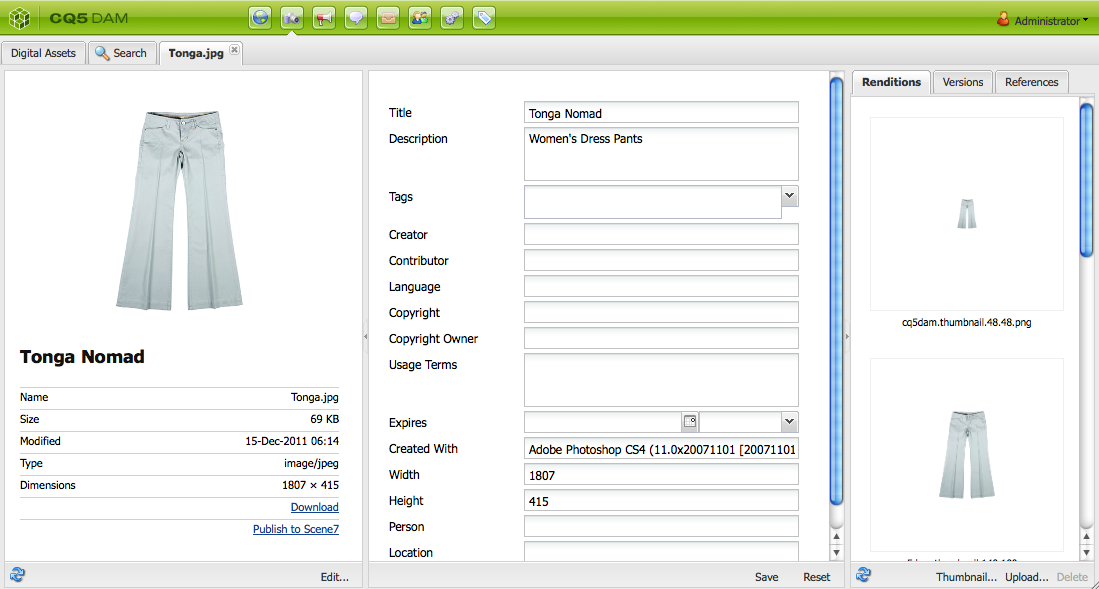 CQ5 DAM
Administrator
Digital Assets
Search
Tonga.jpg
Tonga Nomad
Name Tonga.jpg
Size 69 KB
Modified 15-Dec-2011 06:14
Type image/jpeg
Dimensions 1807 × 415
Download
Publish to Scene7
Edit...
Title Tonga Nomad
Description Women's Dress Pants
Tags
Creator
Contributor
Language
Copyright
Copyright Owner
Usage Terms
Expires
Created With Adobe Photoshop CS4 (11.0x20071101 [20071101
Width 1807
Height 415
Person
Location
Save Reset
Renditions Versions References
cq5dam.thumbnail.48.48.png
Thumbnail... Upload... Delete